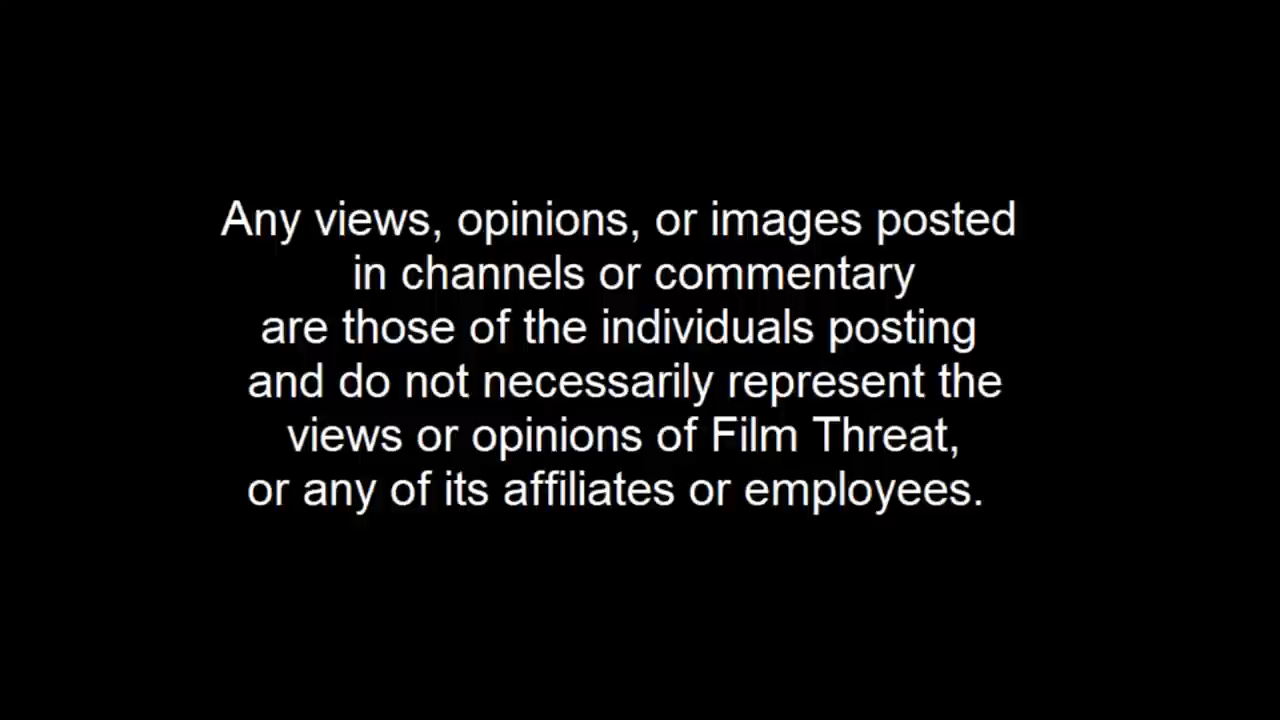 Any views, opinions, or images posted
in channels or commentary
are those of the individuals posting
and do not necessarily represent the
views or opinions of Film Threat,
or any of its affiliates or employees.